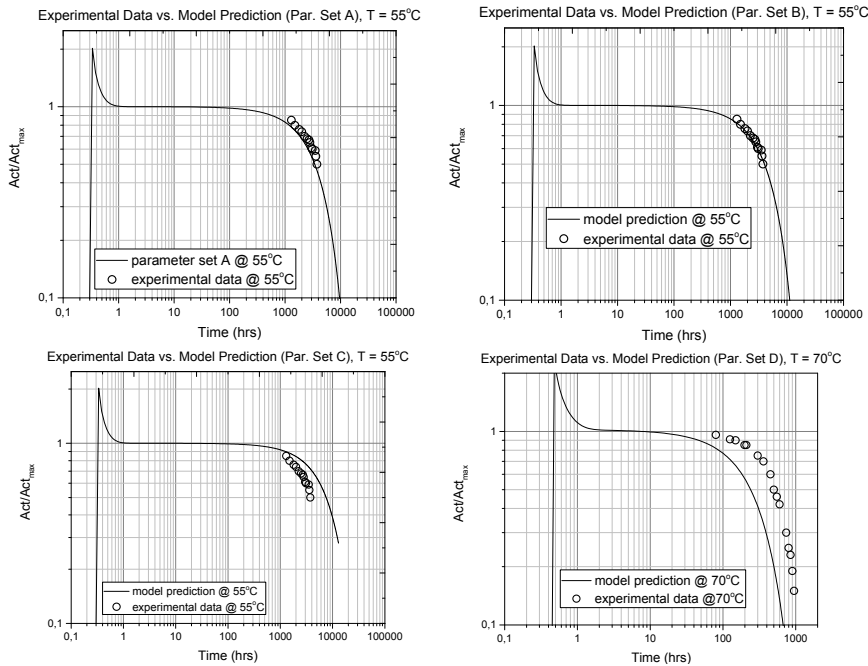 Experimental Data vs. Model Prediction (Par. Set A), T = 55°C
1
0,1
Act/Act_max
parameter set A @ 55°C
experimental data @ 55°C
0,1 1 10 100 1000 10000 100000
Time (hrs)
Experimental Data vs. Model Prediction (Par. Set B), T = 55°C
1
0,1
Act/Act_max
model prediction @ 55°C
experimental data @ 55°C
0,1 1 10 100 1000 10000 100000
Time (hrs)
Experimental Data vs. Model Prediction (Par. Set C), T = 55°C
1
0,1
Act/Act_max
model prediction @ 55°C
experimental data @ 55°C
0,1 1 10 100 1000 10000 100000
Time (hrs)
Experimental Data vs. Model Prediction (Par. Set D), T = 70°C
1
0,1
Act/Act_max
model prediction @ 70°C
experimental data @70°C
0,1 1 10 100 1000
Time (hrs)